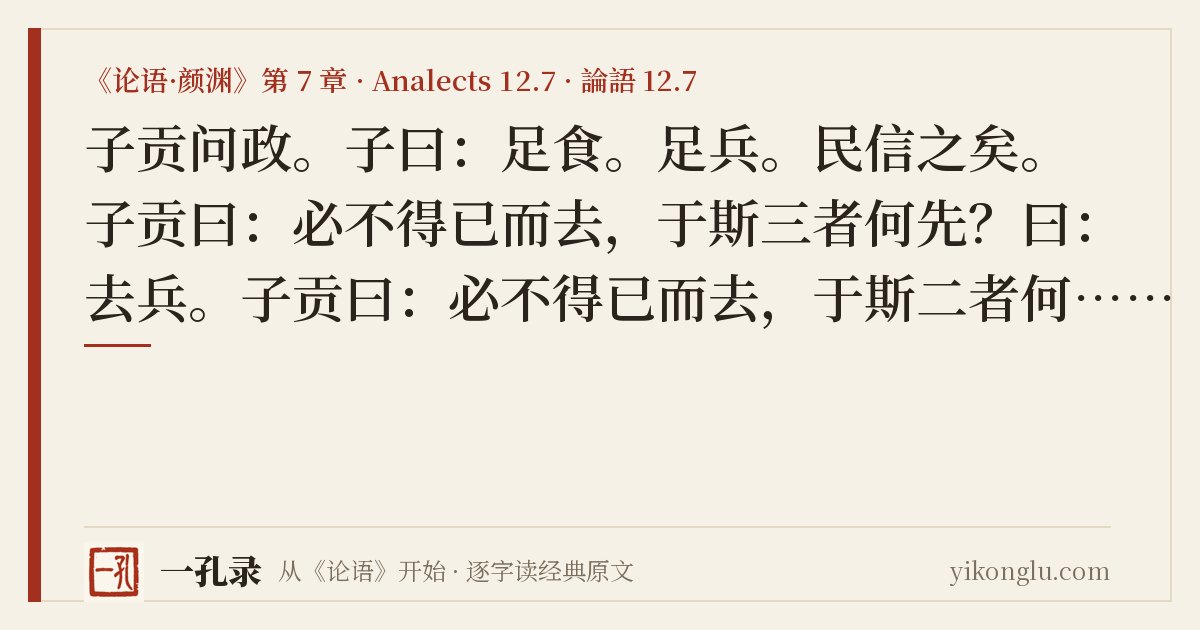 《论语·颜渊》第 7 章 · Analects 12.7 · 論語 12.7
子贡问政。子曰：足食。足兵。民信之矣。
子贡曰：必不得已而去，于斯三者何先？曰：
去兵。子贡曰：必不得已而去，于斯二者何……
一孔
一孔录 从《论语》开始 · 逐字读经典原文 yikonglu.com